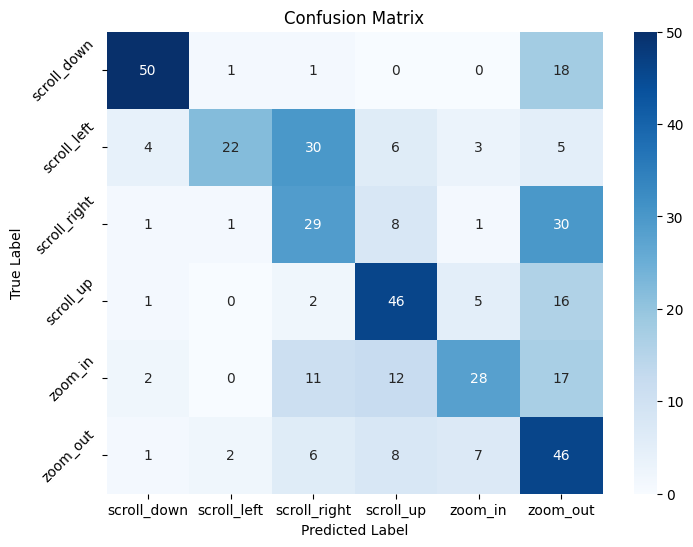 Confusion Matrix
True Label
scroll_down 50 1 1 0 0 18
scroll_left 4 22 30 6 3 5
scroll_right 1 1 29 8 1 30
scroll_up 1 0 2 46 5 16
zoom_in 2 0 11 12 28 17
zoom_out 1 2 6 8 7 46
scroll_down scroll_left scroll_right scroll_up zoom_in zoom_out
Predicted Label
50
40
30
20
10
0